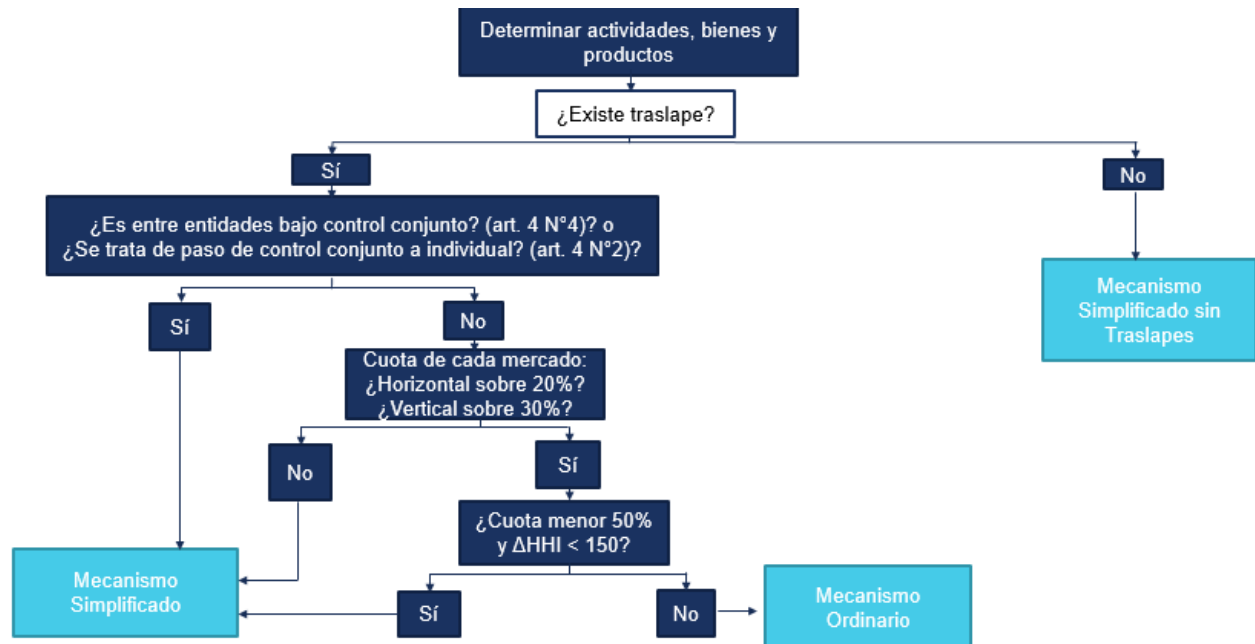 Determinar actividades, bienes y
productos
¿Existe traslape?
Sí
No
¿Es entre entidades bajo control conjunto? (art. 4 N°4)? o
¿Se trata de paso de control conjunto a individual? (art. 4 N°2)?
Mecanismo
Simplificado sin
Traslapes
Sí
No
Cuota de cada mercado:
¿Horizontal sobre 20%?
¿Vertical sobre 30%?
No
Sí
¿Cuota menor 50%
y ΔHHI < 150?
Mecanismo
Simplificado
Sí
No
Mecanismo
Ordinario